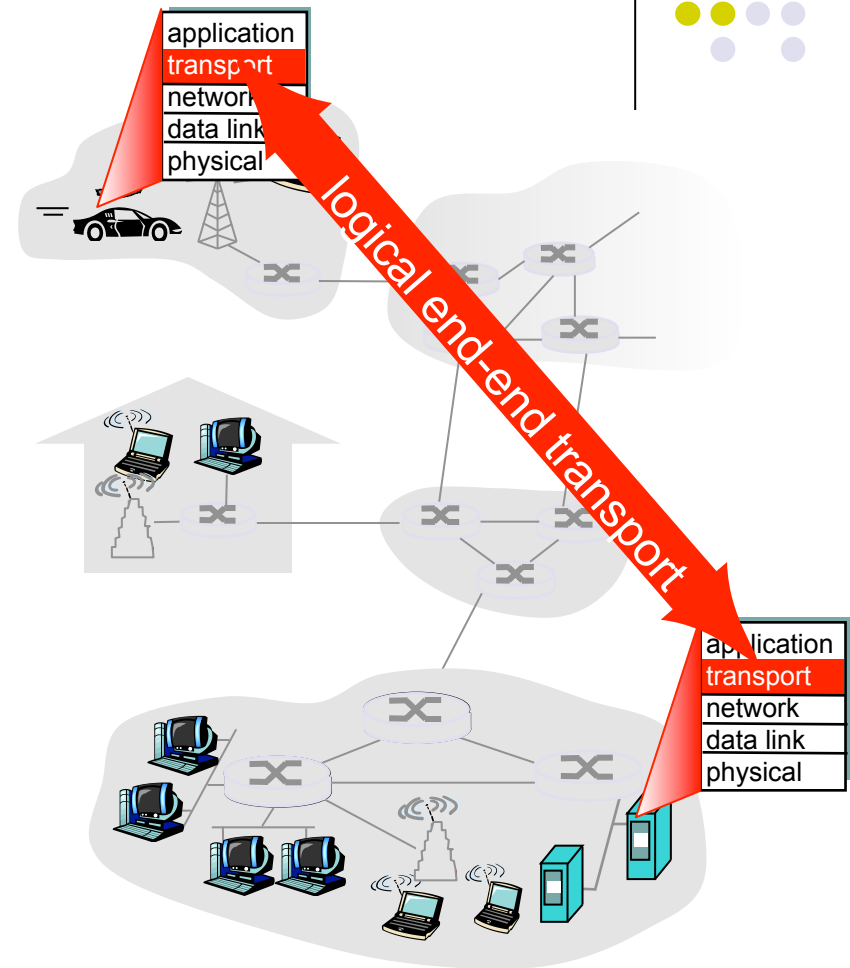 application
transport
network
data link
physical
logical end-end transport
application
transport
network
data link
physical